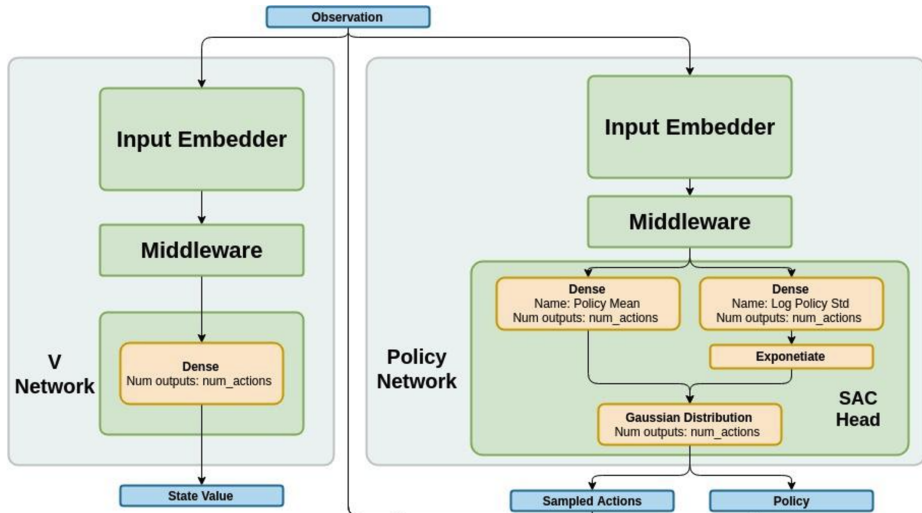 Observation
Input Embedder
Middleware
V
Network
Dense
Num outputs: num_actions
State Value
Input Embedder
Middleware
Policy
Network
Dense
Name: Policy Mean
Num outputs: num_actions
Dense
Name: Log Policy Std
Num outputs: num_actions
Exponetiate
Gaussian Distribution
Num outputs: num_actions
SAC
Head
Sampled Actions
Policy